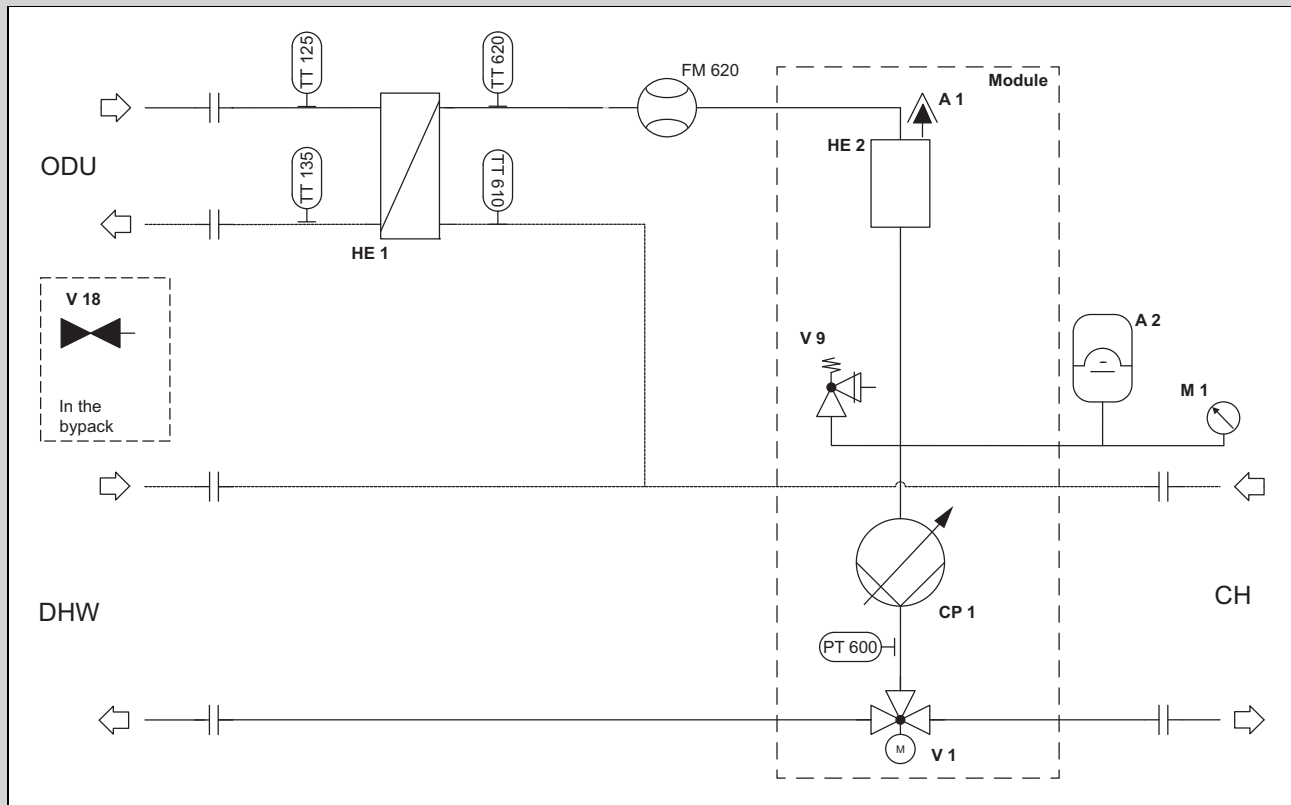 TT 125
TT 620
FM 620
Module
A 1
HE 2
ODU
TT 135
TT 610
HE 1
V 18
In the
bypack
V 9
A 2
M 1
DHW
CP 1
CH
PT 600
M
V 1